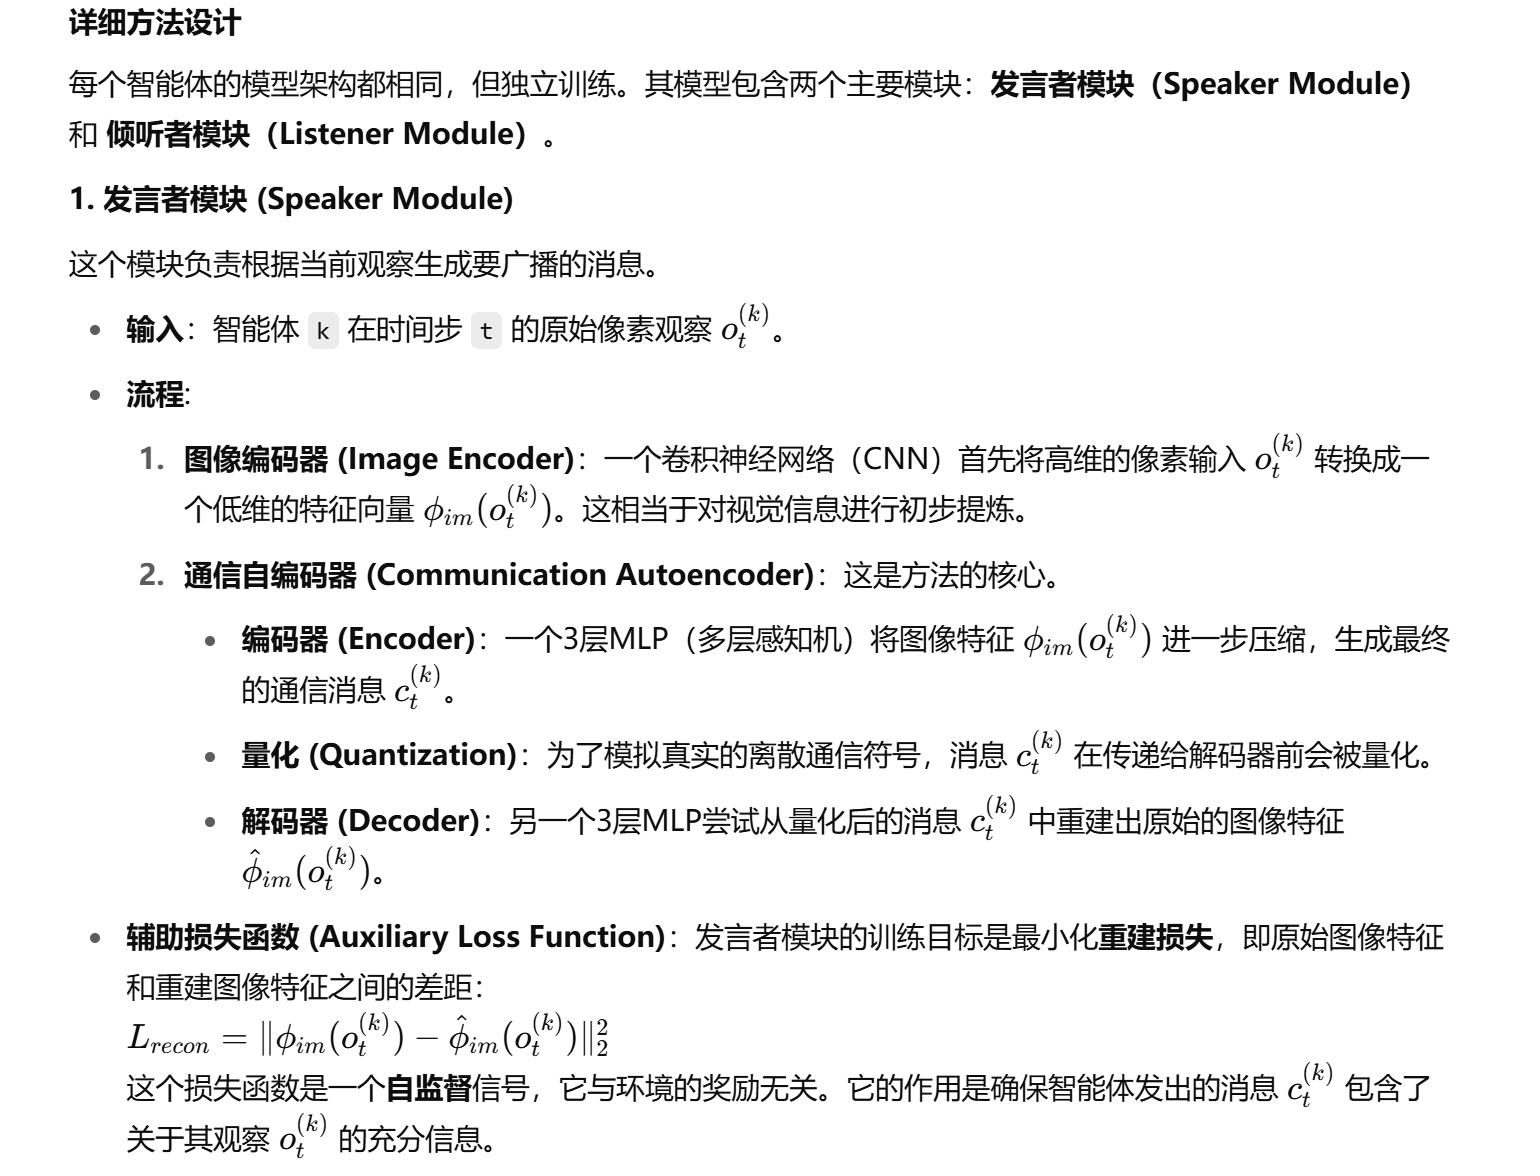 详细方法设计
每个智能体的模型架构都相同，但独立训练。其模型包含两个主要模块：发言者模块（Speaker Module）
和 倾听者模块（Listener Module）。
1. 发言者模块 (Speaker Module)
这个模块负责根据当前观察生成要广播的消息。
• 输入：智能体 k 在时间步 t 的原始像素观察 $o_t^{(k)}$。
• 流程:
1. 图像编码器 (Image Encoder)：一个卷积神经网络（CNN）首先将高维的像素输入 $o_t^{(k)}$ 转换成一
个低维的特征向量 $\phi_{im}(o_t^{(k)})$。这相当于对视觉信息进行初步提炼。
2. 通信自编码器 (Communication Autoencoder)：这是方法的核心。
• 编码器 (Encoder)：一个3层MLP（多层感知机）将图像特征 $\phi_{im}(o_t^{(k)})$ 进一步压缩，生成最终
的通信消息 $c_t^{(k)}$。
• 量化 (Quantization)：为了模拟真实的离散通信符号，消息 $c_t^{(k)}$ 在传递给解码器前会被量化。
• 解码器 (Decoder)：另一个3层MLP尝试从量化后的消息 $c_t^{(k)}$ 中重建出原始的图像特征
$\hat{\phi}_{im}(o_t^{(k)})$。
• 辅助损失函数 (Auxiliary Loss Function)：发言者模块的训练目标是最小化重建损失，即原始图像特征
和重建图像特征之间的差距：
$L_{recon} = \|\phi_{im}(o_t^{(k)}) - \hat{\phi}_{im}(o_t^{(k)})\|_2^2$
这个损失函数是一个自监督信号，它与环境的奖励无关。它的作用是确保智能体发出的消息 $c_t^{(k)}$ 包含了
关于其观察 $o_t^{(k)}$ 的充分信息。